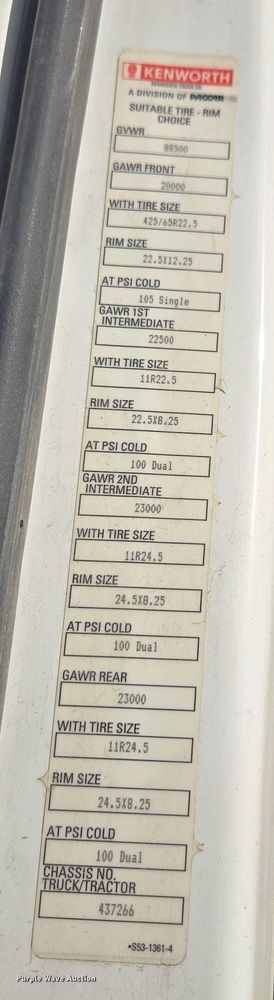 KENWORTH
KENWORTH TRUCK CO.
A DIVISION OF PACCAR
SUITABLE TIRE - RIM
CHOICE
GVWR
88500
GAWR FRONT
20000
WITH TIRE SIZE
425/65R22.5
RIM SIZE
22.5X12.25
AT PSI COLD
105 Single
GAWR 1ST
INTERMEDIATE
22500
WITH TIRE SIZE
11R22.5
RIM SIZE
22.5X8.25
AT PSI COLD
100 Dual
GAWR 2ND
INTERMEDIATE
23000
WITH TIRE SIZE
11R24.5
RIM SIZE
24.5X8.25
AT PSI COLD
100 Dual
GAWR REAR
23000
WITH TIRE SIZE
11R24.5
RIM SIZE
24.5X8.25
AT PSI COLD
100 Dual
CHASSIS NO.
TRUCK/TRACTOR
437266
•S53-1361-4
Purple Wave Auction